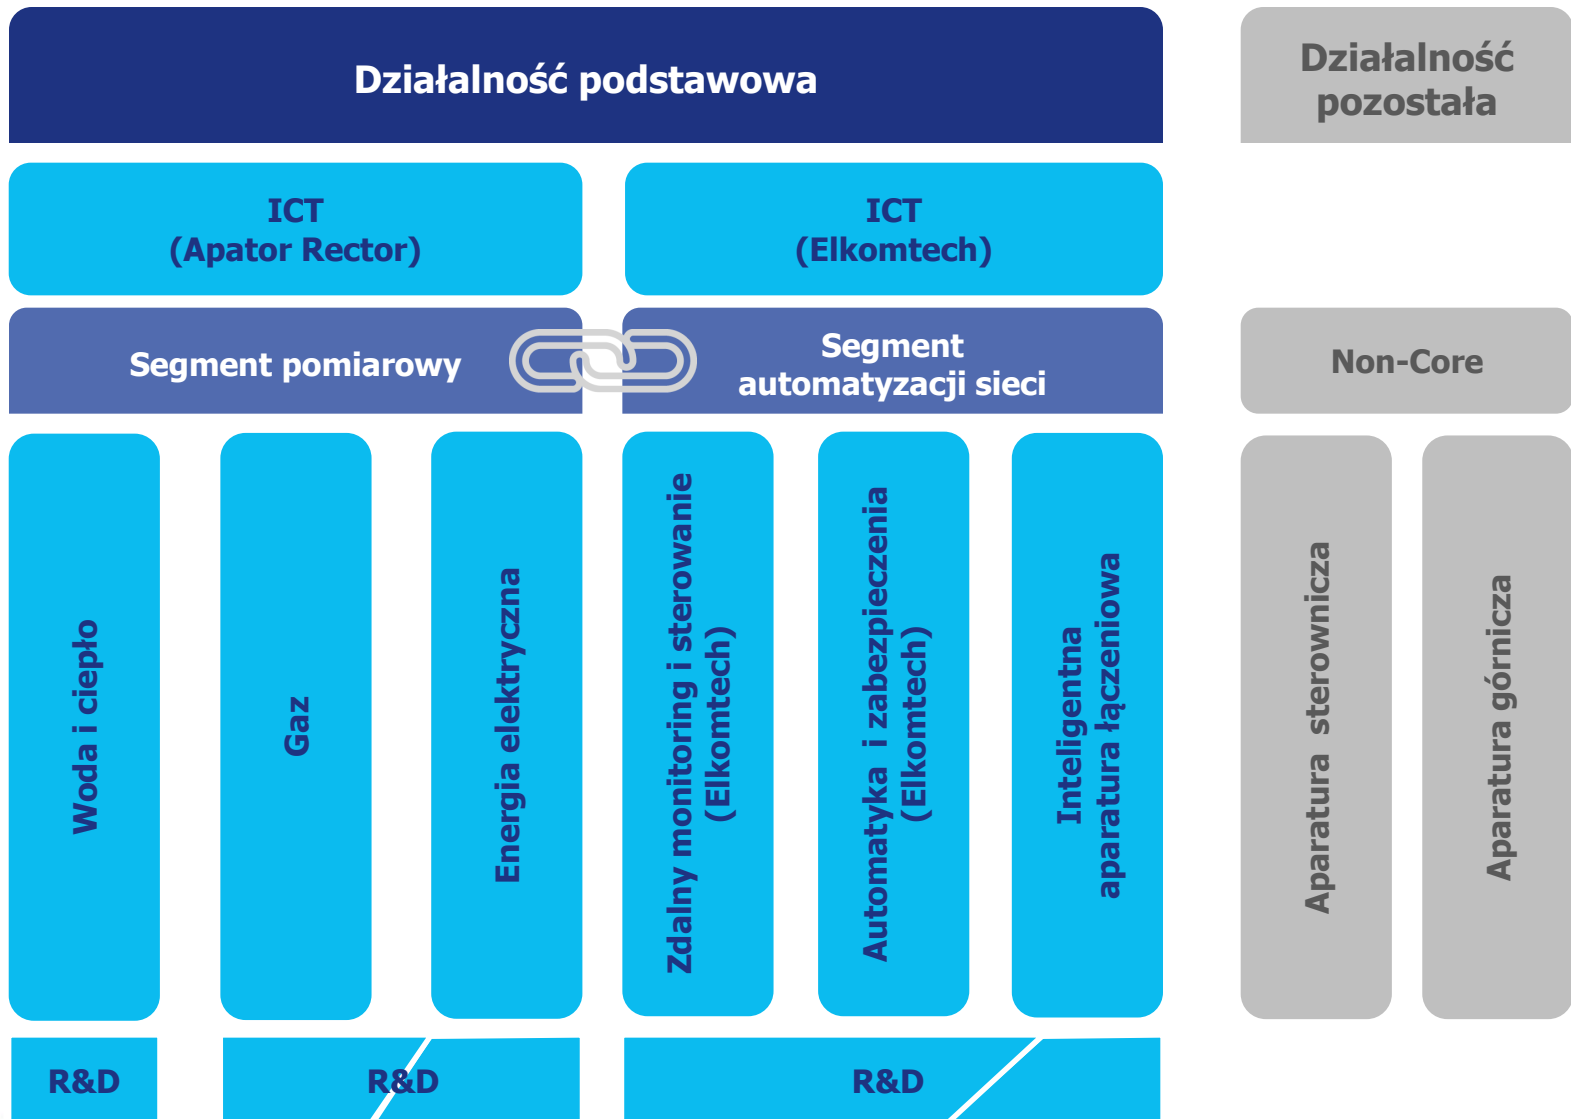 Działalność podstawowa
Działalność
pozostała
ICT
(Apator Rector)
ICT
(Elkomtech)
Segment pomiarowy
Segment
automatyzacji sieci
Non-Core
Woda i ciepło
Gaz
Energia elektryczna
Zdalny monitoring i sterowanie
(Elkomtech)
Automatyka i zabezpieczenia
(Elkomtech)
Inteligentna
aparatura łączeniowa
Aparatura sterownicza
Aparatura górnicza
R&D
R&D
R&D